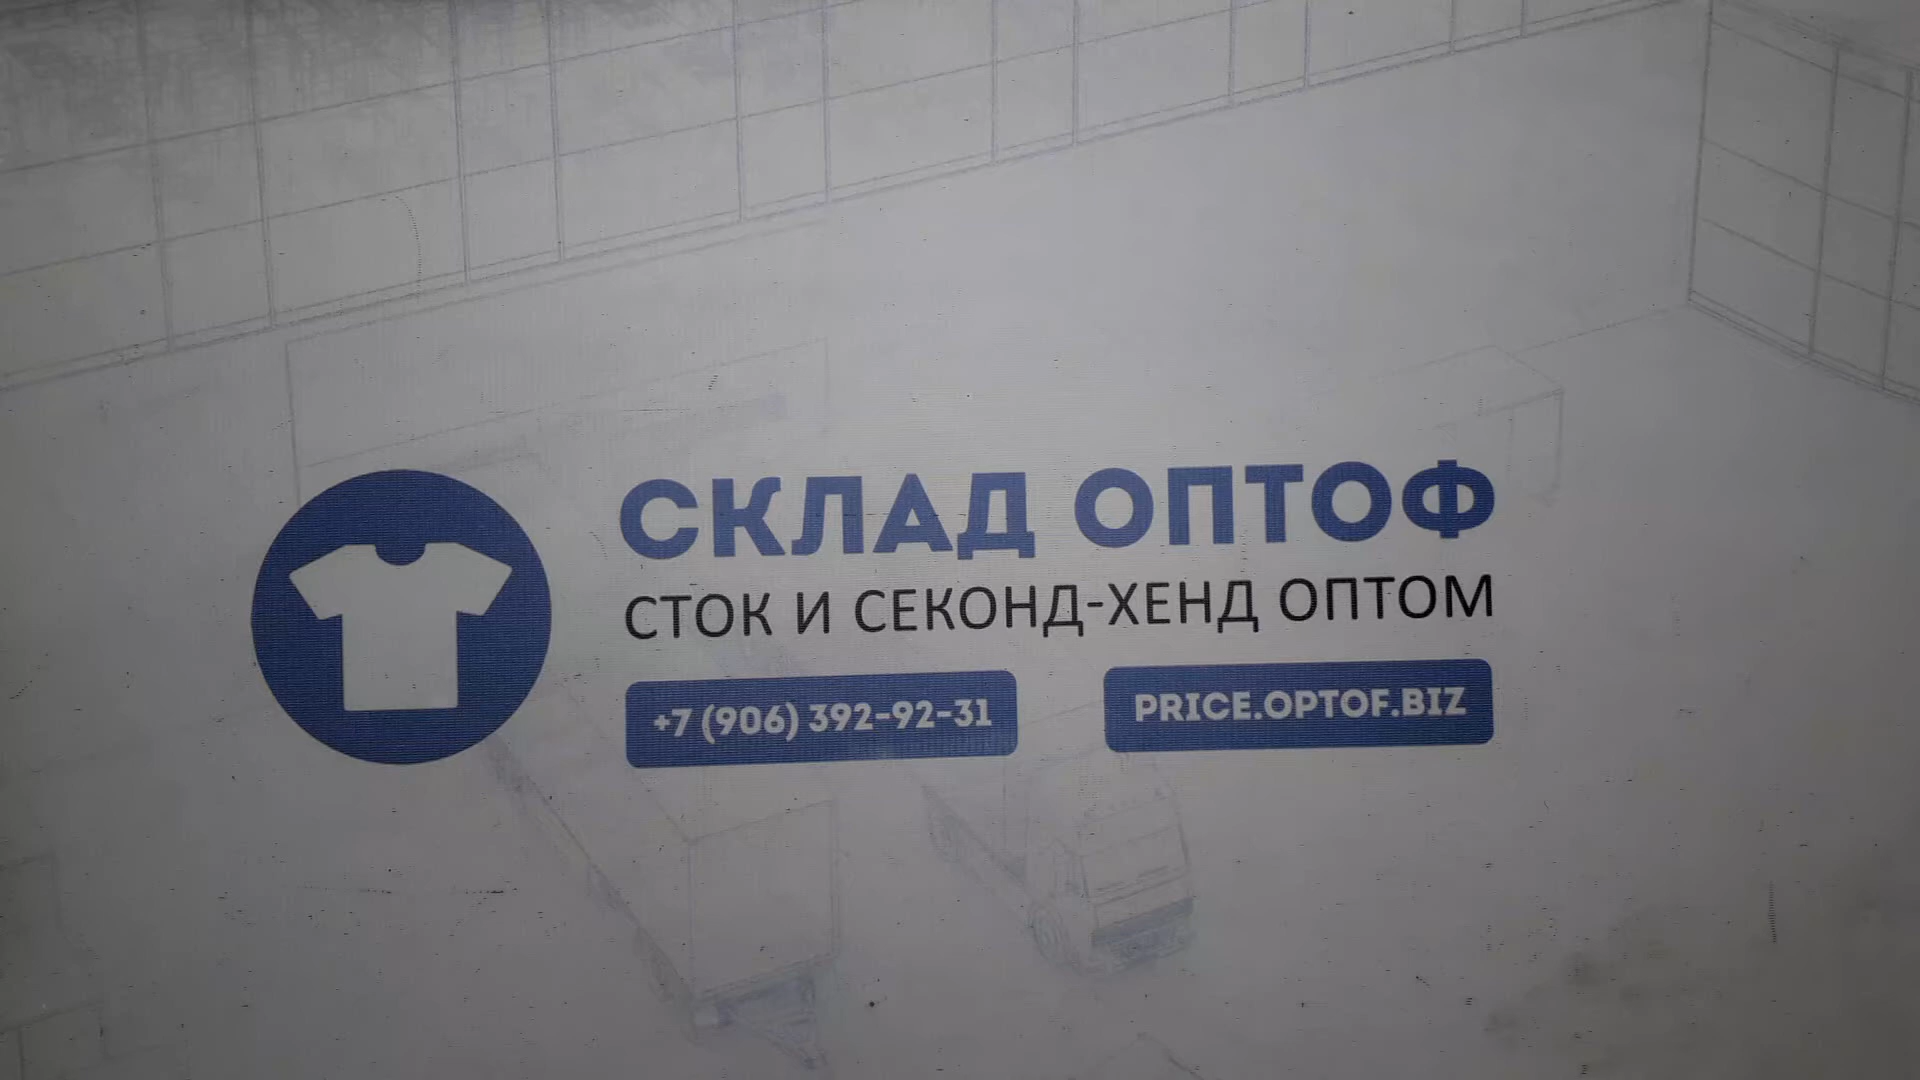 СКЛАД ОПТОФ
СТОК И СЕКОНД-ХЕНД ОПТОМ
+7 (906) 392-92-31
PRICE.OPTOF.BIZ